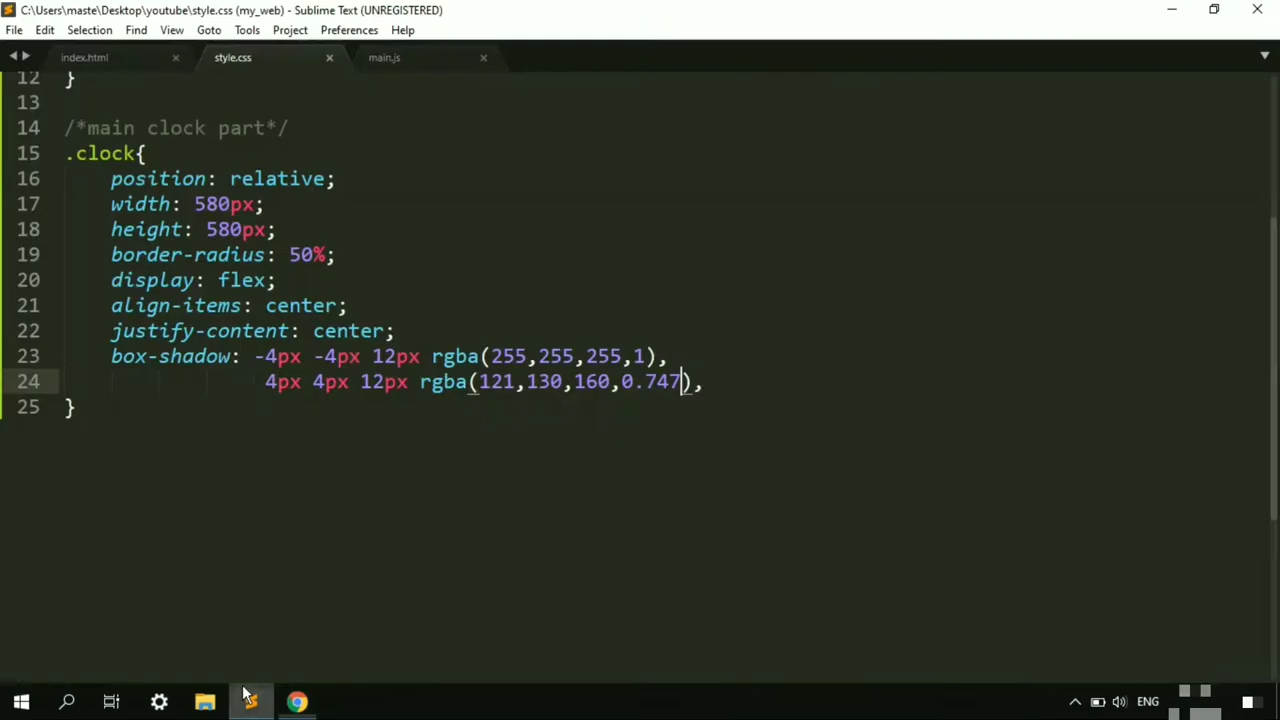 C:\Users\maste\Desktop\youtube\style.css (my_web) - Sublime Text (UNREGISTERED)
File Edit Selection Find View Goto Tools Project Preferences Help
index.html style.css main.js
12 }
13
14 /*main clock part*/
15 .clock{
16 position: relative;
17 width: 580px;
18 height: 580px;
19 border-radius: 50%;
20 display: flex;
21 align-items: center;
22 justify-content: center;
23 box-shadow: -4px -4px 12px rgba(255,255,255,1),
24 4px 4px 12px rgba(121,130,160,0.747),
25 }
ENG